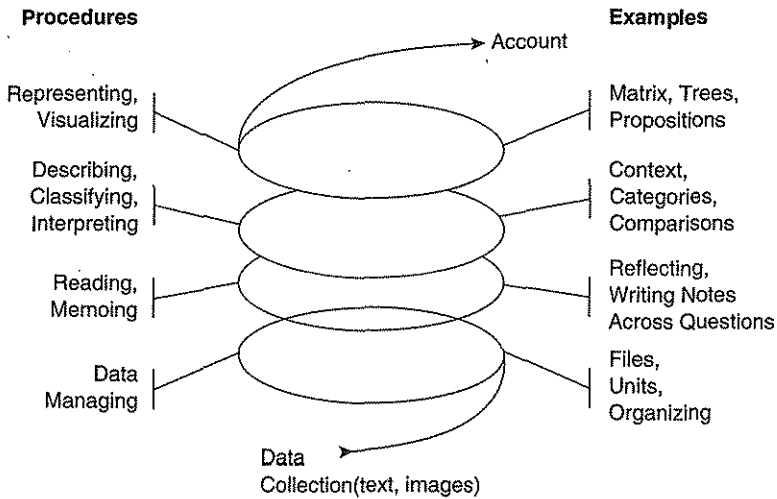 Procedures
Examples
Account
Representing,
Visualizing
Matrix, Trees,
Propositions
Describing,
Classifying,
Interpreting
Context,
Categories,
Comparisons
Reading,
Memoing
Reflecting,
Writing Notes
Across Questions
Data
Managing
Files,
Units,
Organizing
Data
Collection(text, images)